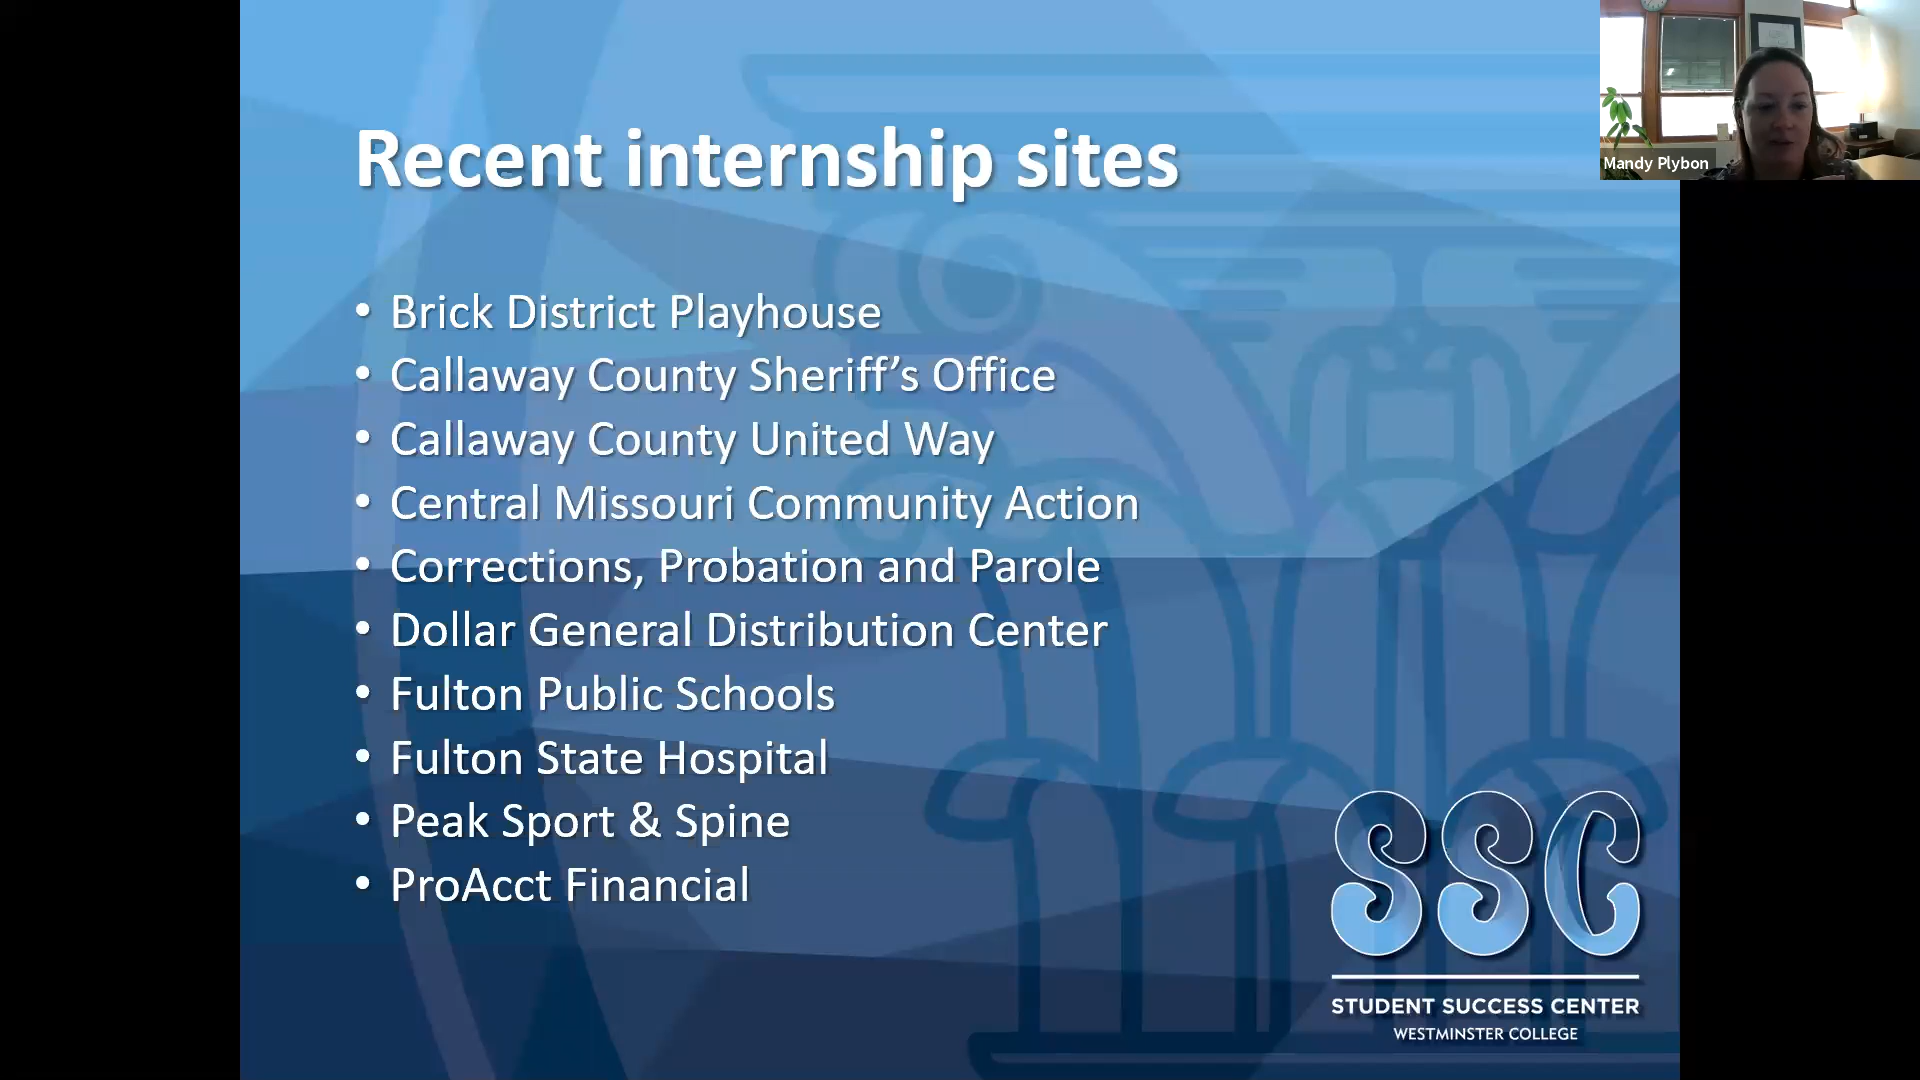 Recent internship sites
Mandy Plybon
• Brick District Playhouse
• Callaway County Sheriff’s Office
• Callaway County United Way
• Central Missouri Community Action
• Corrections, Probation and Parole
• Dollar General Distribution Center
• Fulton Public Schools
• Fulton State Hospital
• Peak Sport & Spine
• ProAcct Financial
SSC
STUDENT SUCCESS CENTER
WESTMINSTER COLLEGE